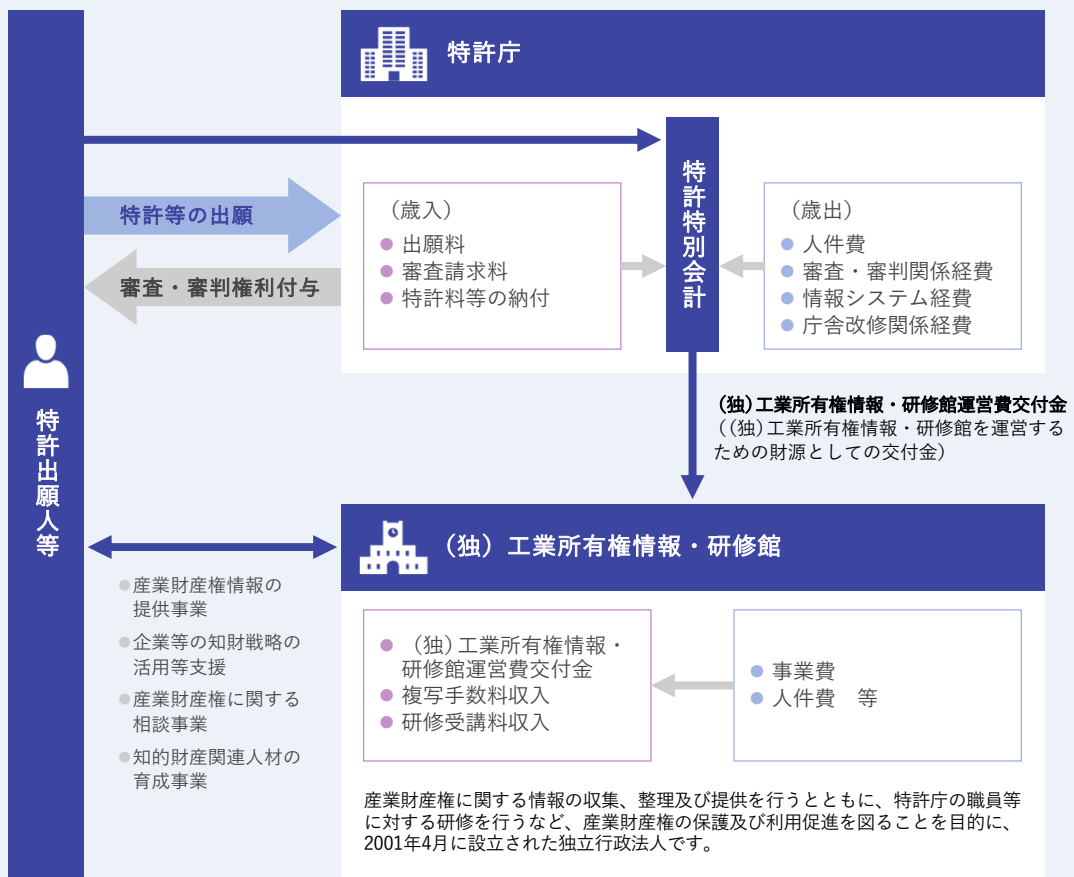 特許庁
特許出願人等
特許等の出願
審査・審判権利付与
（歳入）
● 出願料
● 審査請求料
● 特許料等の納付
特許特別会計
（歳出）
● 人件費
● 審査・審判関係経費
● 情報システム経費
● 庁舎改修関係経費
(独)工業所有権情報・研修館運営費交付金
（(独)工業所有権情報・研修館を運営する
ための財源としての交付金）
●産業財産権情報の
提供事業
●企業等の知財戦略の
活用等支援
●産業財産権に関する
相談事業
●知的財産関連人材の
育成事業
（独）工業所有権情報・研修館
● （独）工業所有権情報・
研修館運営費交付金
● 複写手数料収入
● 研修受講料収入
● 事業費
● 人件費　等
産業財産権に関する情報の収集、整理及び提供を行うとともに、特許庁の職員等
に対する研修を行うなど、産業財産権の保護及び利用促進を図ることを目的に、
2001年4月に設立された独立行政法人です。